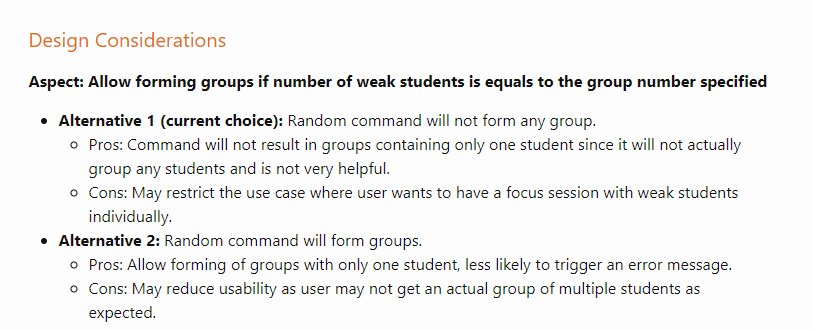 Design Considerations
Aspect: Allow forming groups if number of weak students is equals to the group number specified
• Alternative 1 (current choice): Random command will not form any group.
◦ Pros: Command will not result in groups containing only one student since it will not actually
group any students and is not very helpful.
◦ Cons: May restrict the use case where user wants to have a focus session with weak students
individually.
• Alternative 2: Random command will form groups.
◦ Pros: Allow forming of groups with only one student, less likely to trigger an error message.
◦ Cons: May reduce usability as user may not get an actual group of multiple students as
expected.